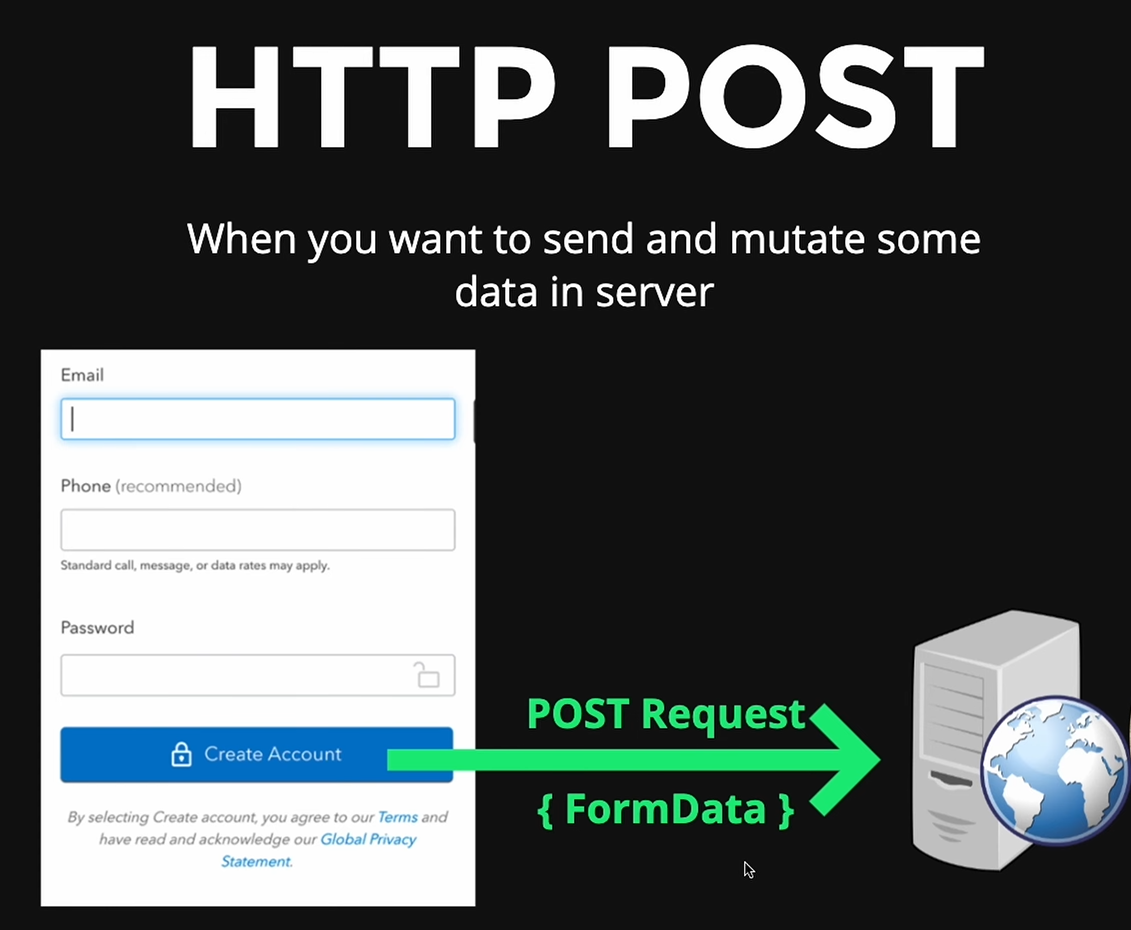 HTTP POST
When you want to send and mutate some
data in server
Email
Phone (recommended)
Standard call, message, or data rates may apply.
Password
Create Account
By selecting Create account, you agree to our Terms and
have read and acknowledge our Global Privacy
Statement.
POST Request
{ FormData }